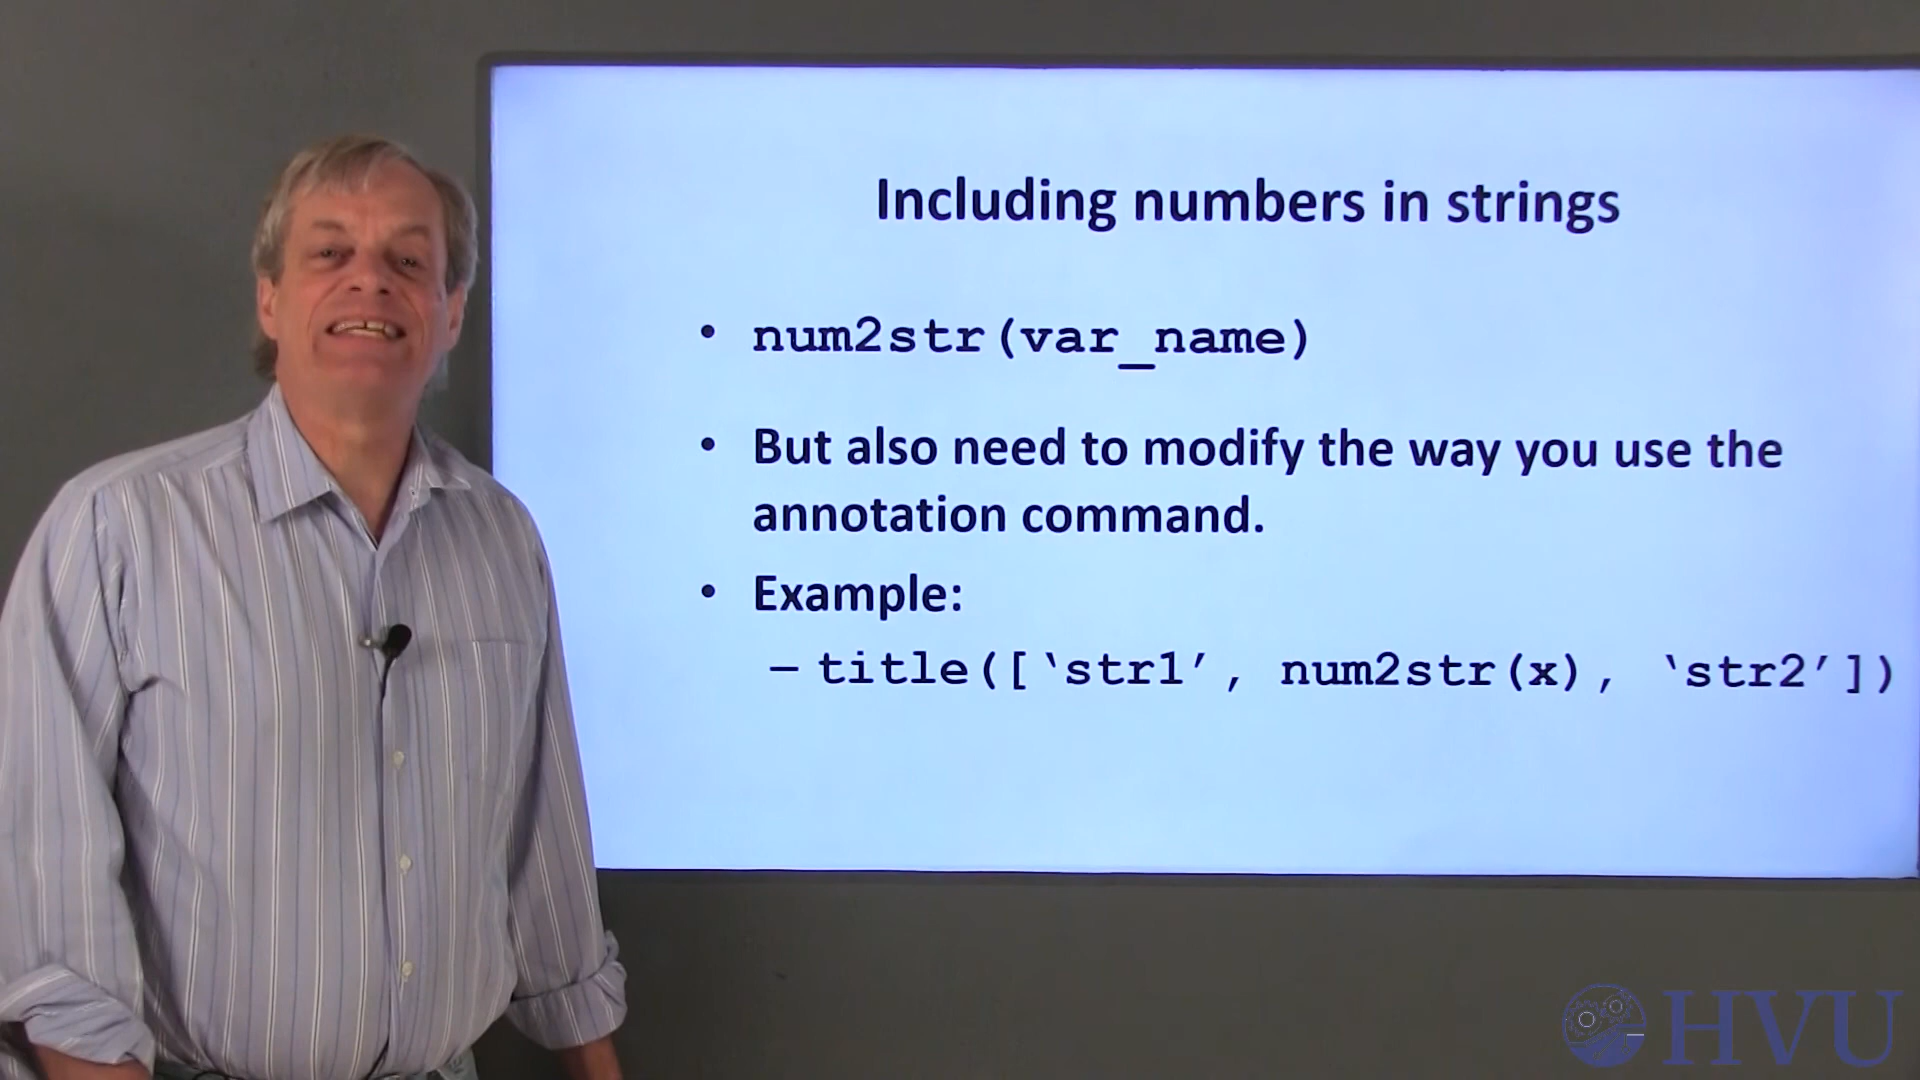 Including numbers in strings
• num2str(var_name)
• But also need to modify the way you use the
annotation command.
• Example:
– title([‘str1’, num2str(x), ‘str2’])
HVU